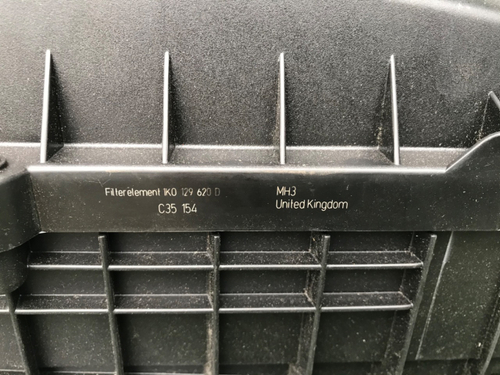 Filterelement 1K0 129 620 D
C35 154
MH3
United Kingdom